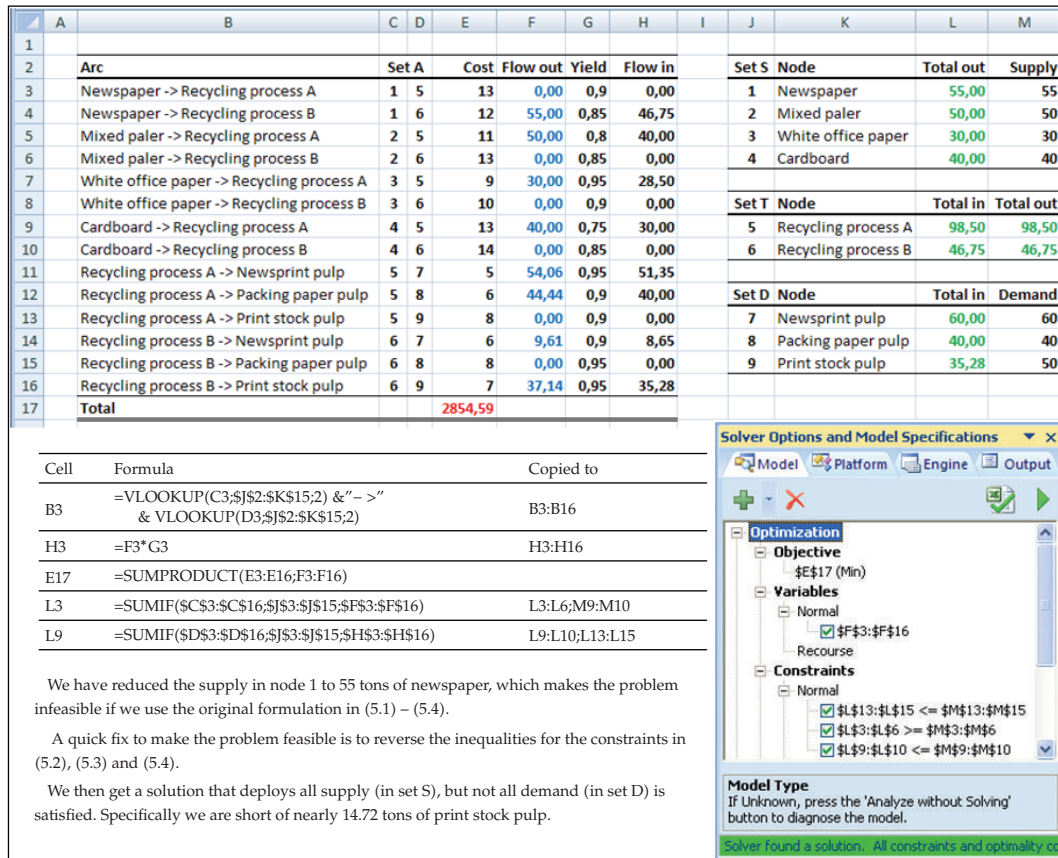 A B C D E F G H I J K L M
1
2 Arc Set A Cost Flow out Yield Flow in Set S Node Total out Supply
3 Newspaper -> Recycling process A 1 5 13 0,00 0,9 0,00 1 Newspaper 55,00 55
4 Newspaper -> Recycling process B 1 6 12 55,00 0,85 46,75 2 Mixed paler 50,00 50
5 Mixed paler -> Recycling process A 2 5 11 50,00 0,8 40,00 3 White office paper 30,00 30
6 Mixed paler -> Recycling process B 2 6 13 0,00 0,85 0,00 4 Cardboard 40,00 40
7 White office paper -> Recycling process A 3 5 9 30,00 0,95 28,50
8 White office paper -> Recycling process B 3 6 10 0,00 0,9 0,00 Set T Node Total in Total out
9 Cardboard -> Recycling process A 4 5 13 40,00 0,75 30,00 5 Recycling process A 98,50 98,50
10 Cardboard -> Recycling process B 4 6 14 0,00 0,85 0,00 6 Recycling process B 46,75 46,75
11 Recycling process A -> Newsprint pulp 5 7 5 54,06 0,95 51,35
12 Recycling process A -> Packing paper pulp 5 8 6 44,44 0,9 40,00 Set D Node Total in Demand
13 Recycling process A -> Print stock pulp 5 9 8 0,00 0,9 0,00 7 Newsprint pulp 60,00 60
14 Recycling process B -> Newsprint pulp 6 7 6 9,61 0,9 8,65 8 Packing paper pulp 40,00 40
15 Recycling process B -> Packing paper pulp 6 8 8 0,00 0,95 0,00 9 Print stock pulp 35,28 50
16 Recycling process B -> Print stock pulp 6 9 7 37,14 0,95 35,28
17 Total 2854,59
Cell Formula Copied to
B3 =VLOOKUP(C3;$J$2:$K$15;2) &"– >"
& VLOOKUP(D3;$J$2:$K$15;2) B3:B16
H3 =F3*G3 H3:H16
E17 =SUMPRODUCT(E3:E16;F3:F16)
L3 =SUMIF($C$3:$C$16;$J$3:$J$15;$F$3:$F$16) L3:L6;M9:M10
L9 =SUMIF($D$3:$D$16;$J$3:$J$15;$H$3:$H$16) L9:L10;L13:L15
We have reduced the supply in node 1 to 55 tons of newspaper, which makes the problem
infeasible if we use the original formulation in (5.1) – (5.4).
A quick fix to make the problem feasible is to reverse the inequalities for the constraints in
(5.2), (5.3) and (5.4).
We then get a solution that deploys all supply (in set S), but not all demand (in set D) is
satisfied. Specifically we are short of nearly 14.72 tons of print stock pulp.
Solver Options and Model Specifications
Model Platform Engine Output
Optimization
Objective
$E$17 (Min)
Variables
Normal
$F$3:$F$16
Recourse
Constraints
Normal
$L$13:$L$15 <= $M$13:$M$15
$L$3:$L$6 >= $M$3:$M$6
$L$9:$L$10 <= $M$9:$M$10
Model Type
If Unknown, press the 'Analyze without Solving'
button to diagnose the model.
Solver found a solution. All constraints and optimality co